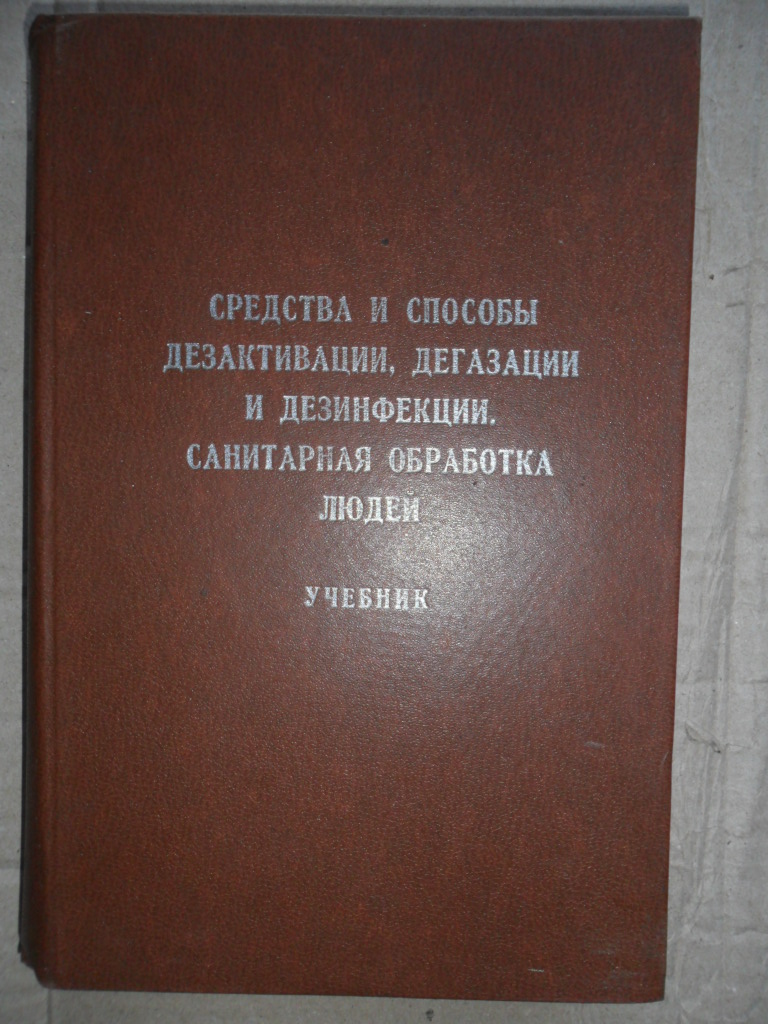 СРЕДСТВА И СПОСОБЫ
ДЕЗАКТИВАЦИИ, ДЕГАЗАЦИИ
И ДЕЗИНФЕКЦИИ.
САНИТАРНАЯ ОБРАБОТКА
ЛЮДЕЙ
УЧЕБНИК